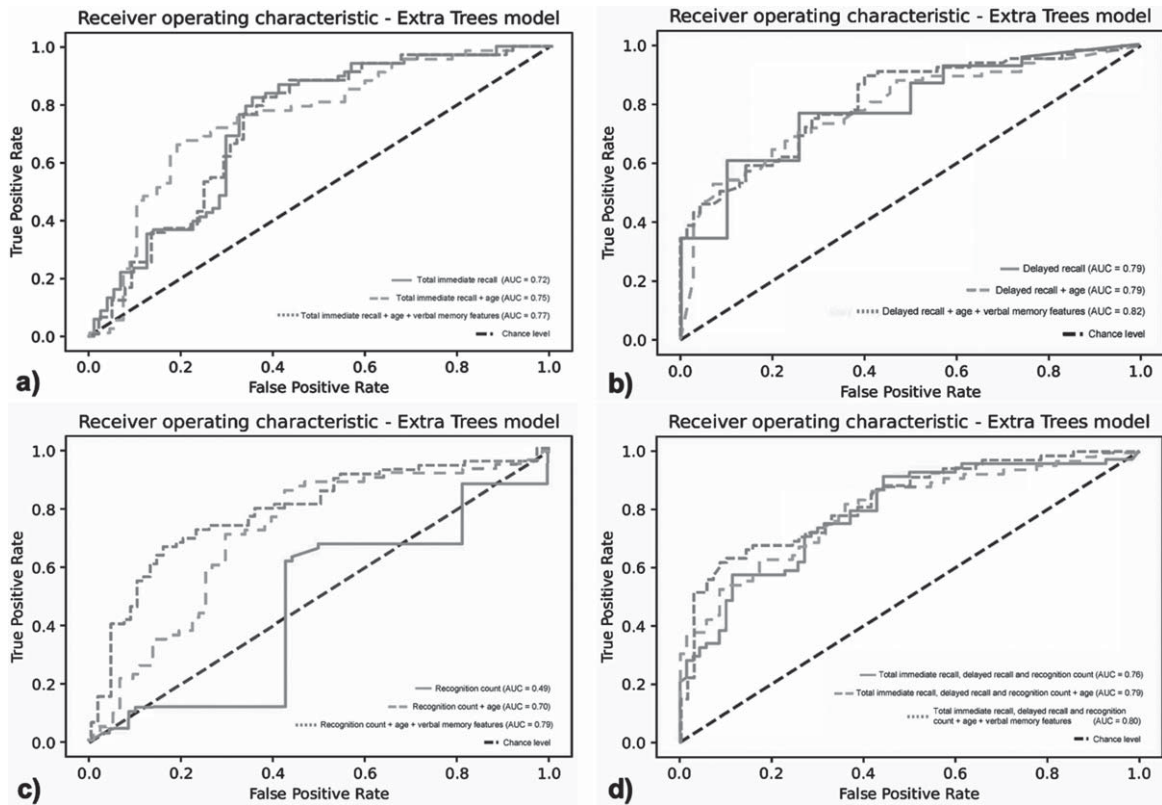 Receiver operating characteristic - Extra Trees model
True Positive Rate
1.0
0.8
0.6
0.4
0.2
0.0
Total immediate recall (AUC = 0.72)
Total immediate recall + age (AUC = 0.75)
Total immediate recall + age + verbal memory features (AUC = 0.77)
Chance level
0.0 0.2 0.4 0.6 0.8 1.0
False Positive Rate
a)
Receiver operating characteristic - Extra Trees model
True Positive Rate
1.0
0.8
0.6
0.4
0.2
0.0
Delayed recall (AUC = 0.79)
Delayed recall + age (AUC = 0.79)
Delayed recall + age + verbal memory features (AUC = 0.82)
Chance level
0.0 0.2 0.4 0.6 0.8 1.0
False Positive Rate
b)
Receiver operating characteristic - Extra Trees model
True Positive Rate
1.0
0.8
0.6
0.4
0.2
0.0
Recognition count (AUC = 0.49)
Recognition count + age (AUC = 0.70)
Recognition count + age + verbal memory features (AUC = 0.79)
Chance level
0.0 0.2 0.4 0.6 0.8 1.0
False Positive Rate
c)
Receiver operating characteristic - Extra Trees model
True Positive Rate
1.0
0.8
0.6
0.4
0.2
0.0
Total immediate recall, delayed recall and recognition count (AUC = 0.76)
Total immediate recall, delayed recall and recognition count + age (AUC = 0.79)
Total immediate recall, delayed recall and recognition
count + age + verbal memory features (AUC = 0.80)
Chance level
0.0 0.2 0.4 0.6 0.8 1.0
False Positive Rate
d)